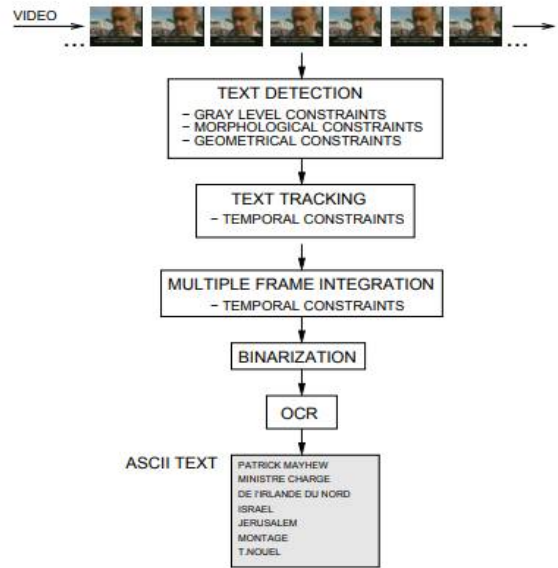 VIDEO
... ...
TEXT DETECTION
– GRAY LEVEL CONSTRAINTS
– MORPHOLOGICAL CONSTRAINTS
– GEOMETRICAL CONSTRAINTS
TEXT TRACKING
– TEMPORAL CONSTRAINTS
MULTIPLE FRAME INTEGRATION
– TEMPORAL CONSTRAINTS
BINARIZATION
OCR
ASCII TEXT
PATRICK MAYHEW
MINISTRE CHARGE
DE l'IRLANDE DU NORD
ISRAEL
JERUSALEM
MONTAGE
T.NOUEL